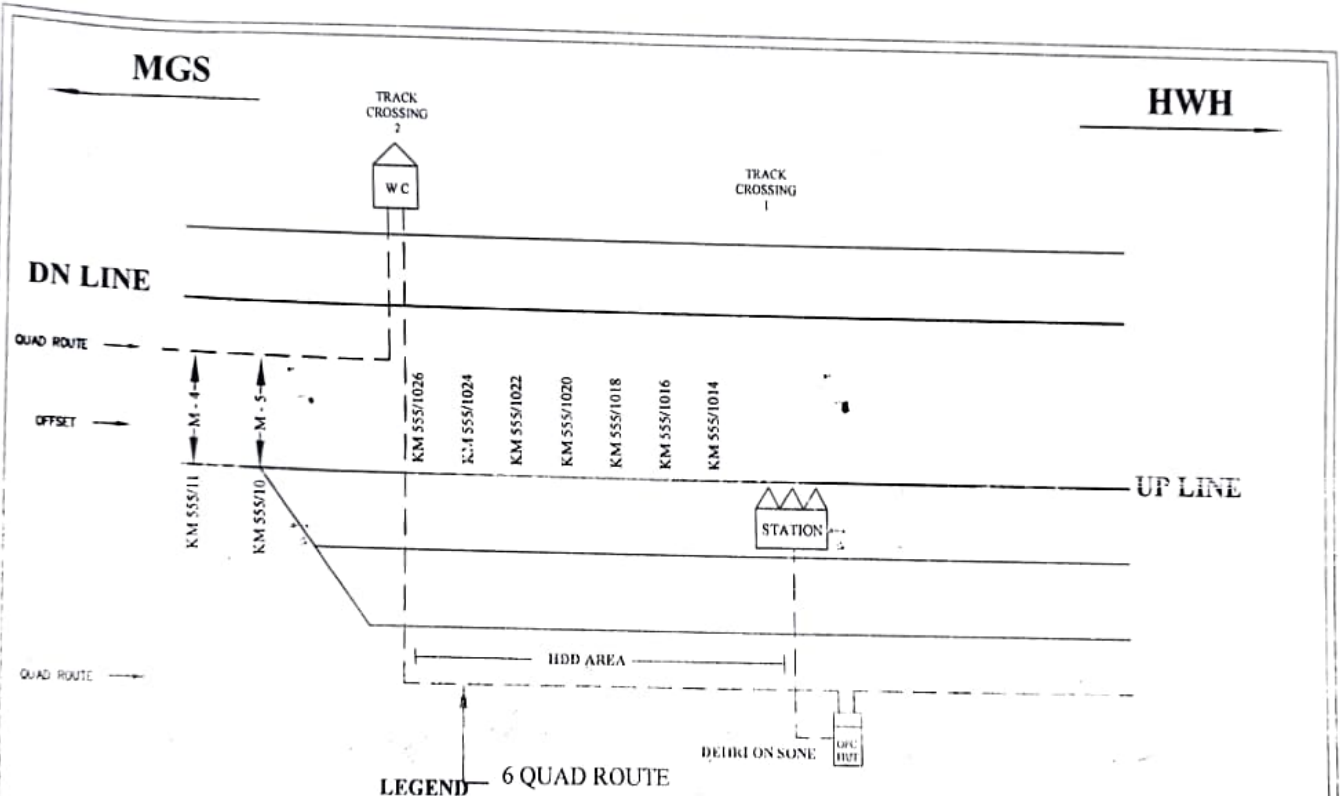 MGS
HWH
TRACK
CROSSING
2
W C
TRACK
CROSSING
1
DN LINE
QUAD ROUTE
OFFSET
M - 4
M - 5
KM 555/1026
KM 555/1024
KM 555/1022
KM 555/1020
KM 555/1018
KM 555/1016
KM 555/1014
KM 555/11
KM 555/10
UP LINE
STATION
HDD AREA
QUAD ROUTE
DEHRI ON SONE
OFC
HUT
LEGEND
6 QUAD ROUTE